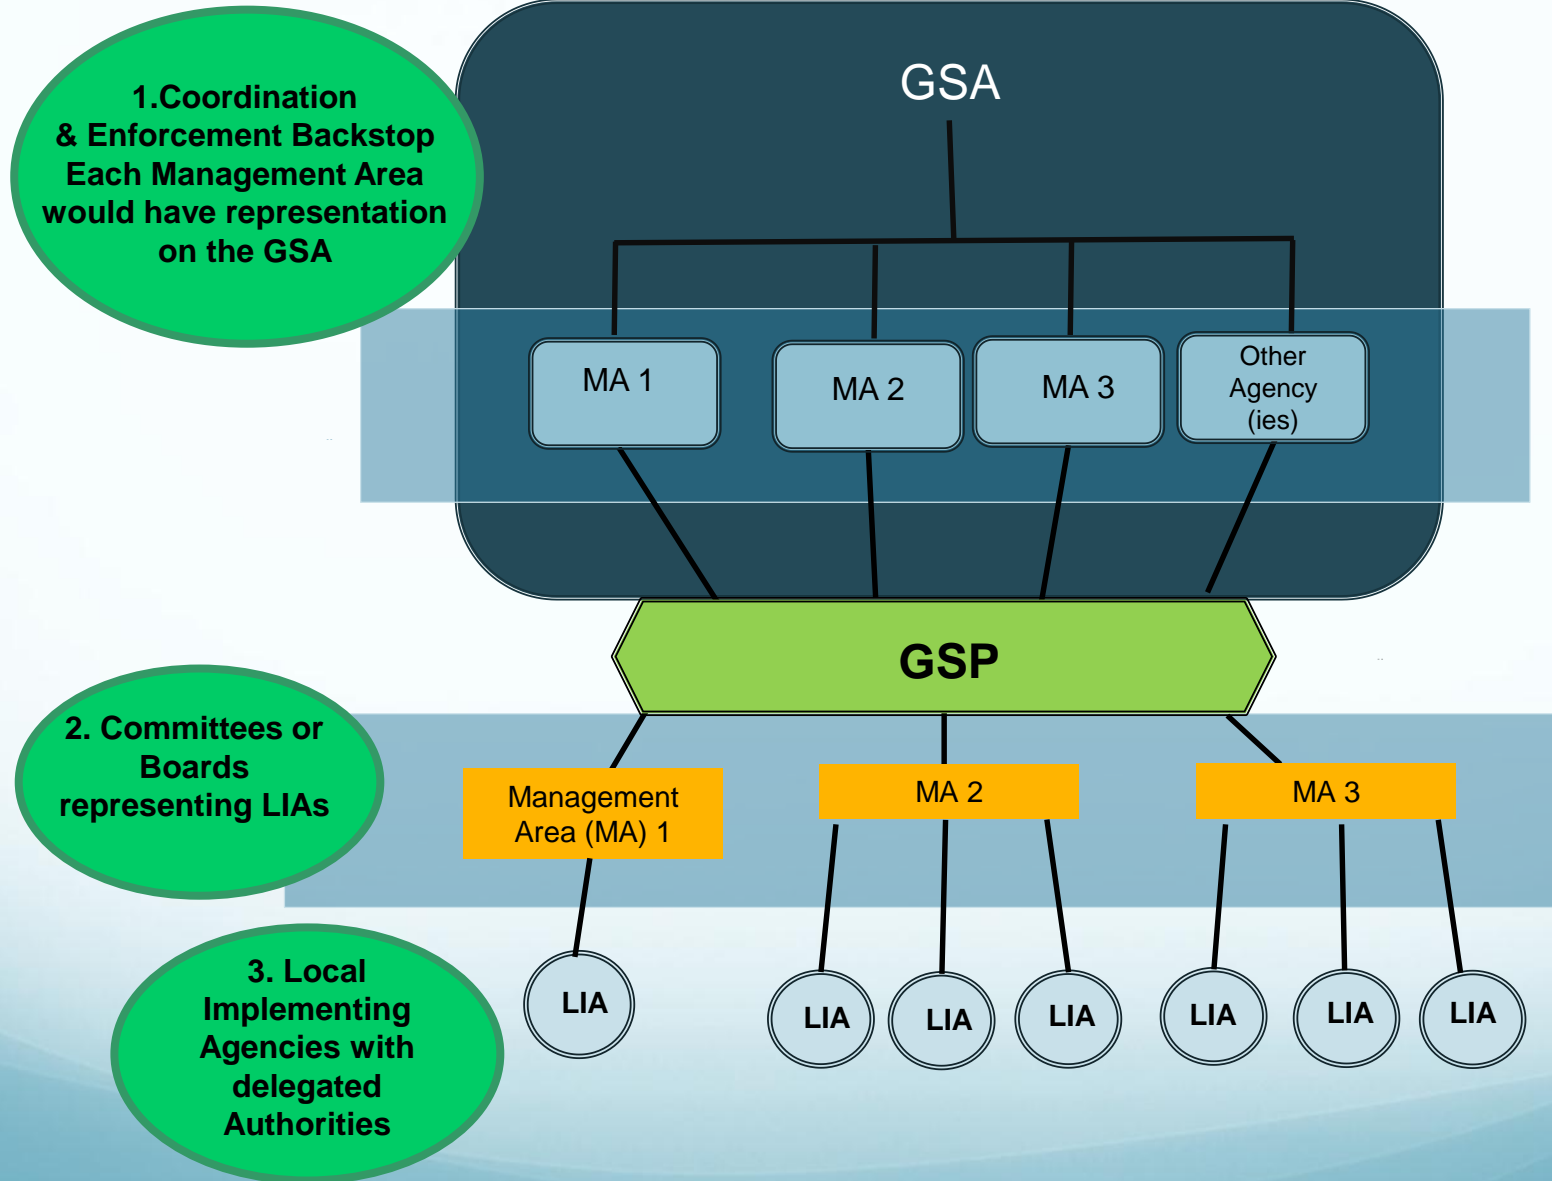 1.Coordination
& Enforcement Backstop
Each Management Area
would have representation
on the GSA
GSA
MA 1
MA 2
MA 3
Other
Agency
(ies)
GSP
2. Committees or
Boards
representing LIAs
Management
Area (MA) 1
MA 2
MA 3
3. Local
Implementing
Agencies with
delegated
Authorities
LIA
LIA
LIA
LIA
LIA
LIA
LIA